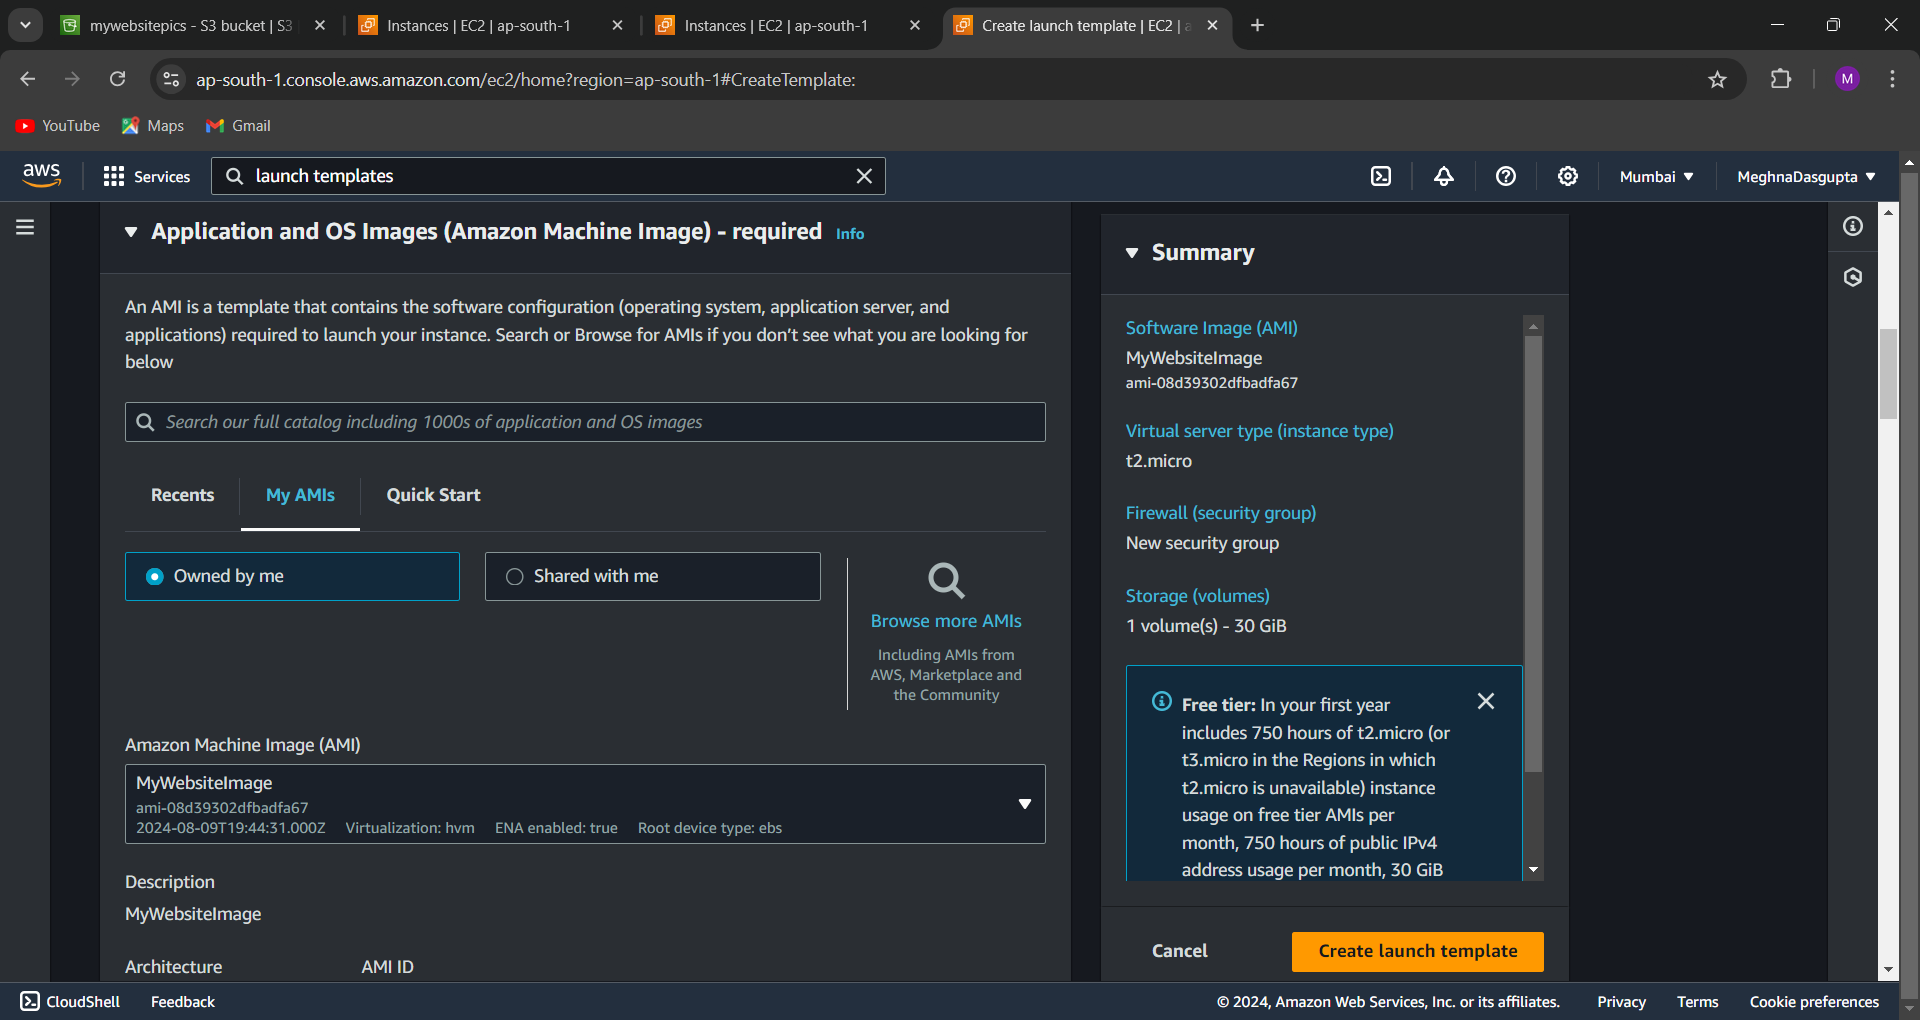 mywebsitepics - S3 bucket | S3
Instances | EC2 | ap-south-1
Instances | EC2 | ap-south-1
Create launch template | EC2 | a
ap-south-1.console.aws.amazon.com/ec2/home?region=ap-south-1#CreateTemplate:
M
YouTube
Maps
Gmail
aws
Services
launch templates
Mumbai
MeghnaDasgupta
Application and OS Images (Amazon Machine Image) - required Info
An AMI is a template that contains the software configuration (operating system, application server, and
applications) required to launch your instance. Search or Browse for AMIs if you don't see what you are looking for
below
Search our full catalog including 1000s of application and OS images
Recents
My AMIs
Quick Start
Owned by me
Shared with me
Browse more AMIs
Including AMIs from
AWS, Marketplace and
the Community
Amazon Machine Image (AMI)
MyWebsiteImage
ami-08d39302dfbadfa67
2024-08-09T19:44:31.000Z Virtualization: hvm ENA enabled: true Root device type: ebs
Description
MyWebsiteImage
Architecture
AMI ID
Summary
Software Image (AMI)
MyWebsiteImage
ami-08d39302dfbadfa67
Virtual server type (instance type)
t2.micro
Firewall (security group)
New security group
Storage (volumes)
1 volume(s) - 30 GiB
Free tier: In your first year
includes 750 hours of t2.micro (or
t3.micro in the Regions in which
t2.micro is unavailable) instance
usage on free tier AMIs per
month, 750 hours of public IPv4
address usage per month, 30 GiB
Cancel
Create launch template
CloudShell
Feedback
© 2024, Amazon Web Services, Inc. or its affiliates.
Privacy
Terms
Cookie preferences